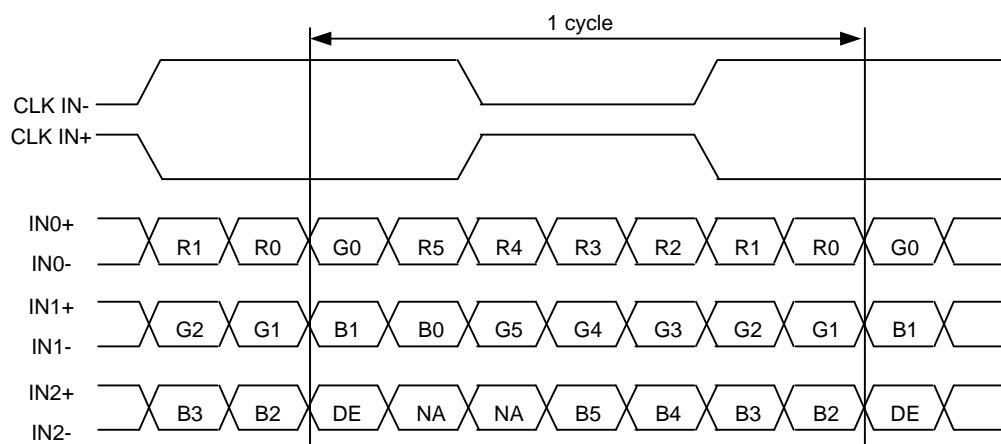 1 cycle
CLK IN-
CLK IN+
IN0+
R1 R0 G0 R5 R4 R3 R2 R1 R0 G0
IN0-
IN1+
G2 G1 B1 B0 G5 G4 G3 G2 G1 B1
IN1-
IN2+
B3 B2 DE NA NA B5 B4 B3 B2 DE
IN2-